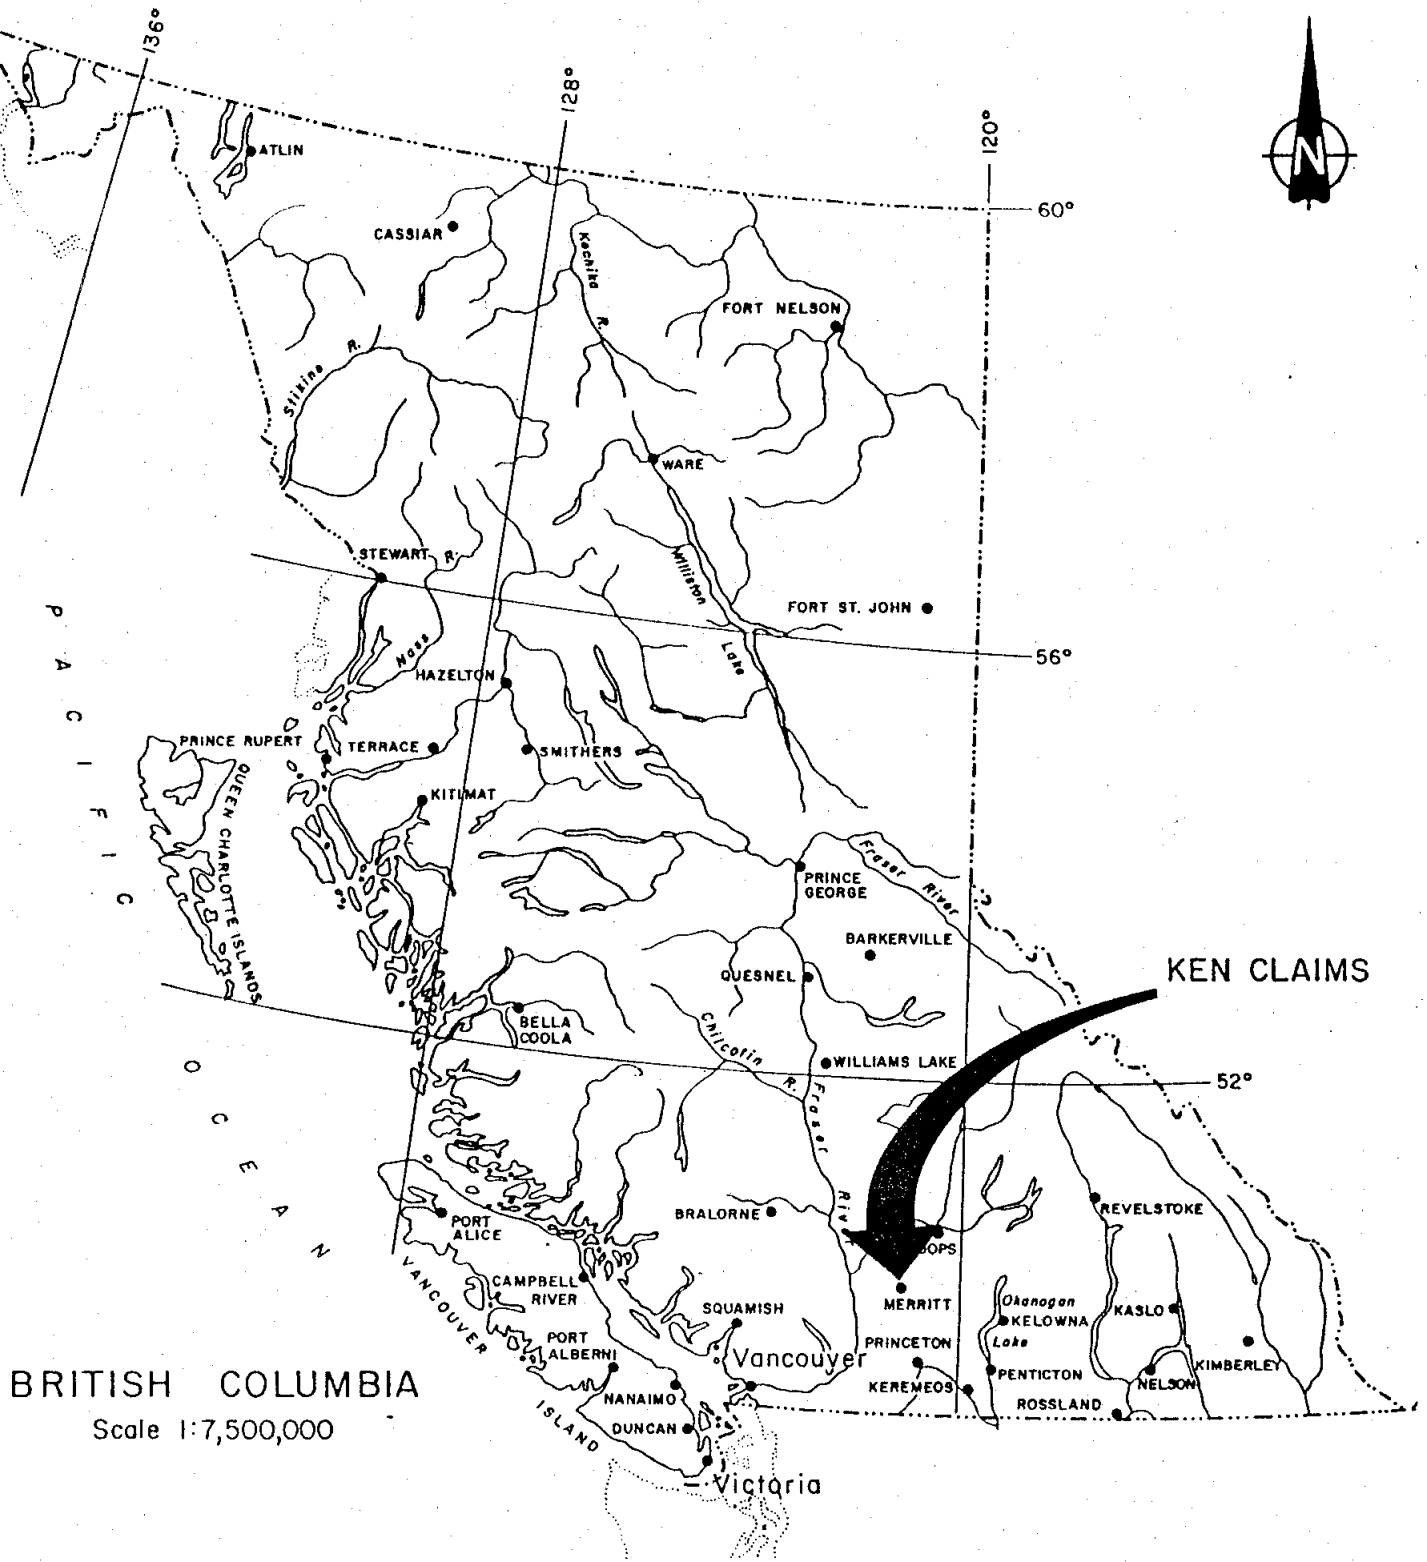 136°
128°
120°
N
ATLIN
60°
CASSIAR
Kechika
R.
FORT NELSON
Stikine R.
WARE
STEWART
R.
Williston
FORT ST. JOHN
Nass
Lake
56°
HAZELTON
PACIFIC
PRINCE RUPERT
TERRACE
SMITHERS
QUEEN CHARLOTTE ISLANDS
KITIMAT
Fraser River
PRINCE
GEORGE
BARKERVILLE
KEN CLAIMS
QUESNEL
BELLA
COOLA
Chilcotin
R.
WILLIAMS LAKE
52°
OCEAN
Fraser
BRALORNE
REVELSTOKE
PORT
ALICE
OOPS
VANCOUVER
CAMPBELL
RIVER
MERRITT
Okanagan
KELOWNA
Lake
KASLO
SQUAMISH
PRINCETON
PORT
ALBERNI
Vancouver
KIMBERLEY
BRITISH COLUMBIA
PENTICTON
NELSON
KEREMEOS
NANAIMO
ROSSLAND
ISLAND
DUNCAN
Scale 1:7,500,000
Victoria